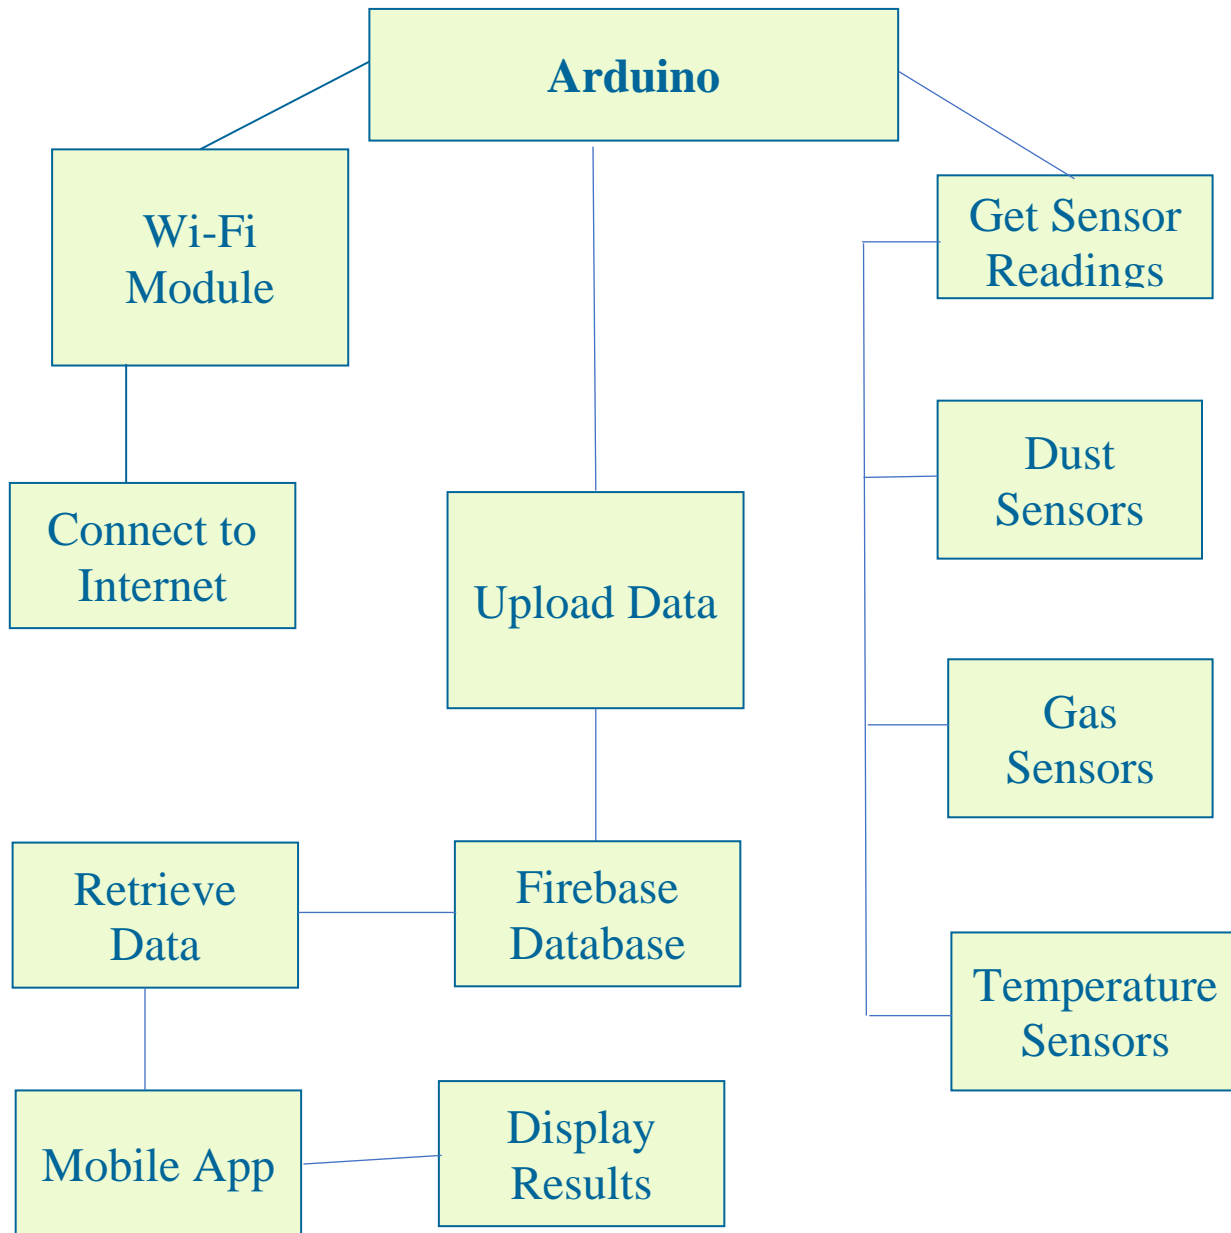 Arduino
Wi-Fi
Module
Get Sensor
Readings
Dust
Sensors
Connect to
Internet
Upload Data
Gas
Sensors
Retrieve
Data
Firebase
Database
Temperature
Sensors
Mobile App
Display
Results